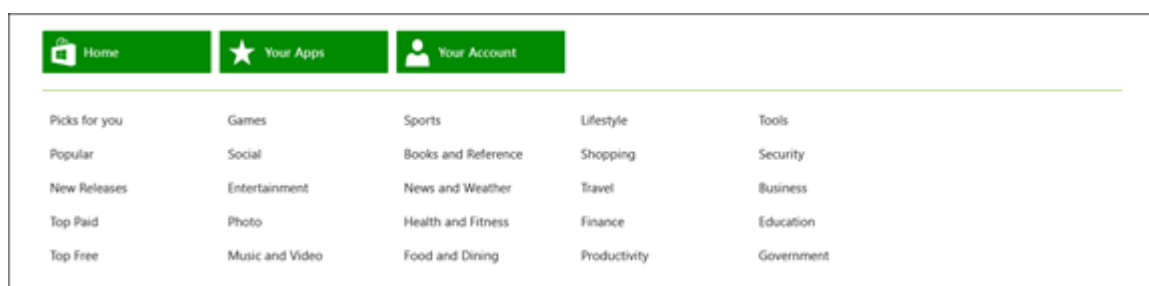 Home Your Apps Your Account
Picks for you Games Sports Lifestyle Tools
Popular Social Books and Reference Shopping Security
New Releases Entertainment News and Weather Travel Business
Top Paid Photo Health and Fitness Finance Education
Top Free Music and Video Food and Dining Productivity Government